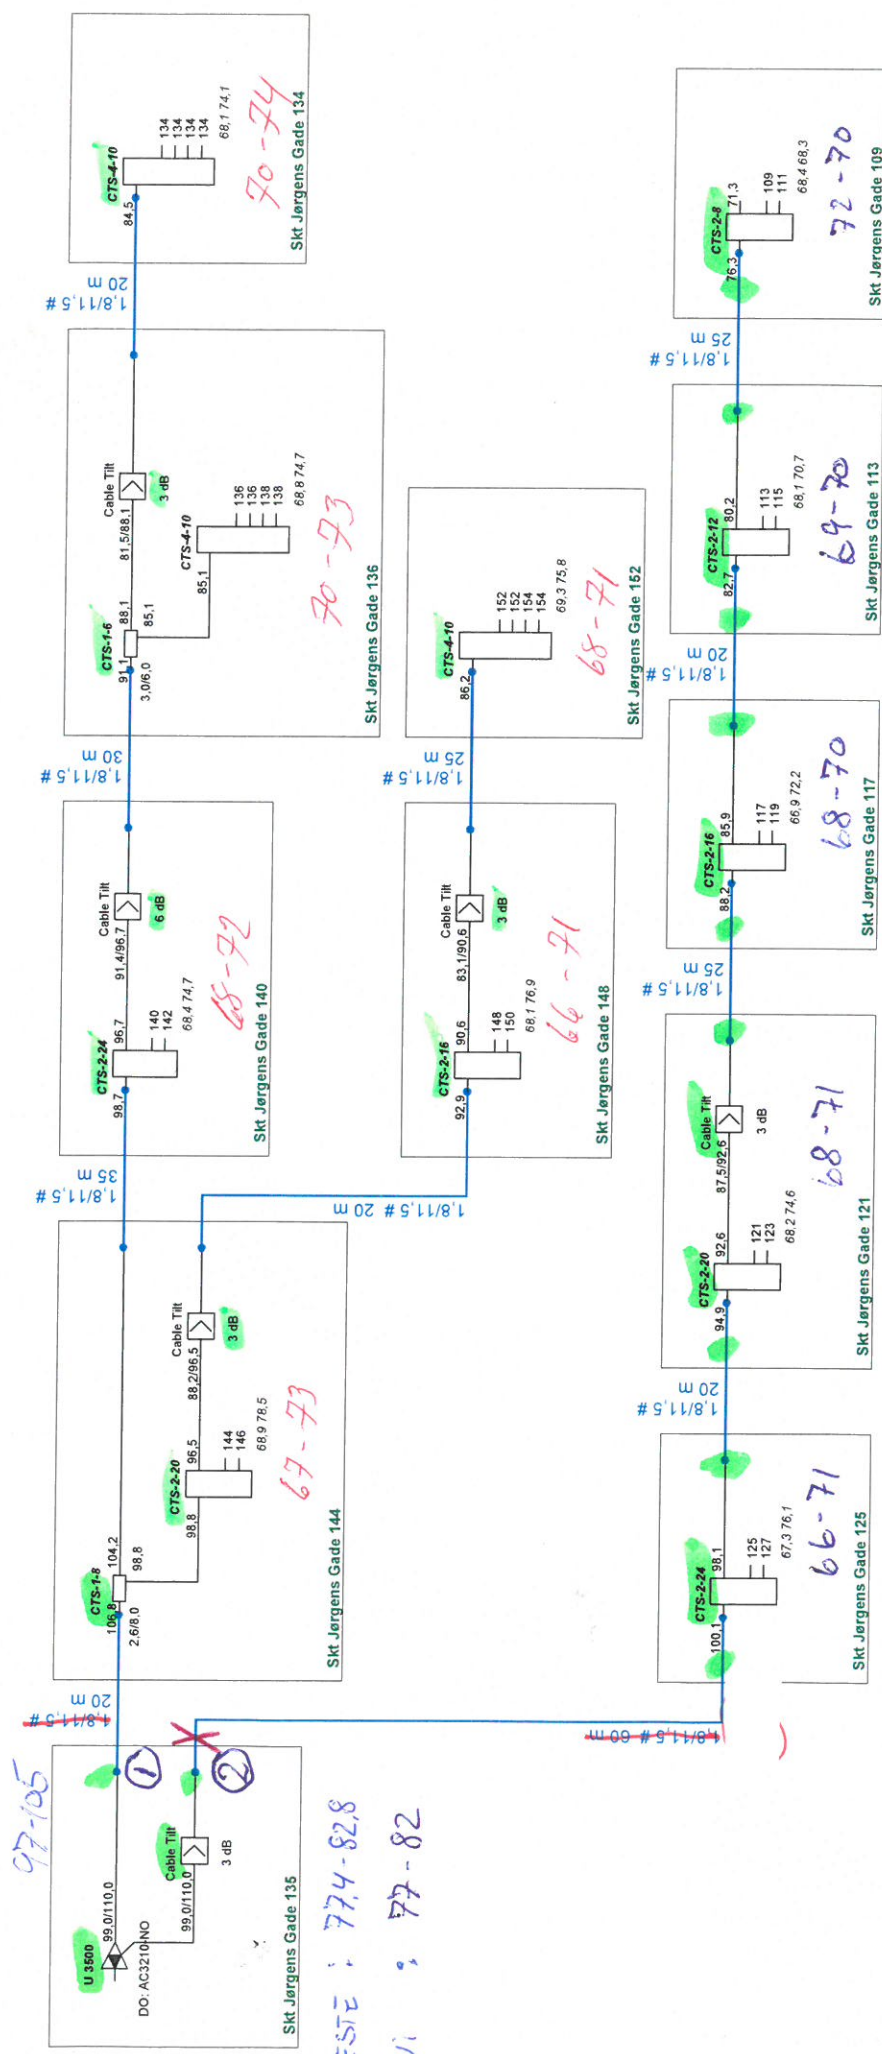 97-105
U 3500
99,0/110,0
DO: AC3210-NO
99,0/110,0
Cable Tilt
3 dB
1
2
Skt Jørgens Gade 135
: 77,4-82,8
: 77-82
1,8/11,5 #
20 m
CTS-1-8
106,8
104,2
2,6/8,0
98,8
98,8
CTS-2-20
96,5
144
146
68,9 78,5
88,2/96,5
Cable Tilt
3 dB
67-73
Skt Jørgens Gade 144
1,8/11,5 #
35 m
CTS-2-24
98,7
96,7
140
142
68,4 74,7
91,4/96,7
Cable Tilt
6 dB
68-72
Skt Jørgens Gade 140
1,8/11,5 #
30 m
CTS-1-6
91,1
88,1
3,0/6,0
85,1
81,5/88,1
Cable Tilt
3 dB
85,1
CTS-4-10
136
136
138
138
68,8 74,7
70-73
Skt Jørgens Gade 136
1,8/11,5 #
20 m
CTS-4-10
84,5
134
134
134
134
68,1 74,1
70-74
Skt Jørgens Gade 134
1,8/11,5 # 20 m
CTS-2-16
92,9
90,6
148
150
68,1 76,9
83,1/90,6
Cable Tilt
3 dB
66-71
Skt Jørgens Gade 148
1,8/11,5 #
25 m
CTS-4-10
86,2
152
152
154
154
69,3 75,8
68-71
Skt Jørgens Gade 152
1,8/11,5 # 60 m
CTS-2-24
100,1
98,1
125
127
67,3 76,1
66-71
Skt Jørgens Gade 125
1,8/11,5 #
20 m
CTS-2-20
94,9
92,6
121
123
68,2 74,6
87,5/92,6
Cable Tilt
3 dB
68-71
Skt Jørgens Gade 121
1,8/11,5 #
25 m
CTS-2-16
88,2
85,9
117
119
66,9 72,2
68-70
Skt Jørgens Gade 117
1,8/11,5 #
20 m
CTS-2-12
82,7
80,2
113
115
68,1 70,7
69-70
Skt Jørgens Gade 113
1,8/11,5 #
25 m
CTS-2-8
76,3
71,3
109
111
68,4 68,3
72-70
Skt Jørgens Gade 109